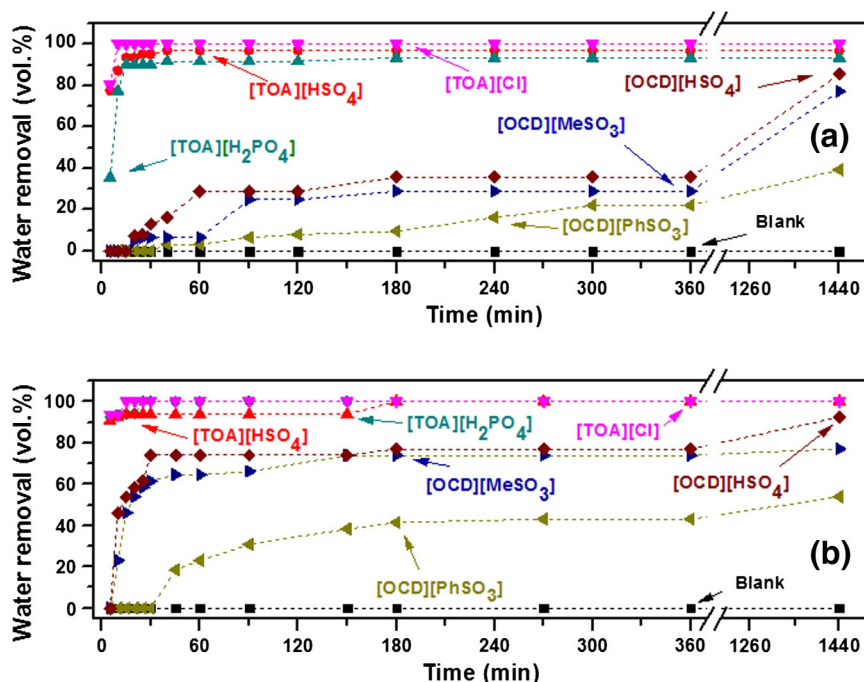 100
80
60
40
20
0
Water removal (vol.%)
[TOA][HSO4]
[TOA][Cl]
[OCD][HSO4]
[OCD][MeSO3]
(a)
[TOA][H2PO4]
[OCD][PhSO3]
Blank
0 60 120 180 240 300 360 1260 1440
Time (min)
100
80
60
40
20
0
Water removal (vol.%)
[TOA][HSO4]
[TOA][H2PO4]
[TOA][Cl]
[OCD][MeSO3]
[OCD][HSO4]
(b)
[OCD][PhSO3]
Blank
0 60 120 180 240 300 360 1260 1440
Time (min)